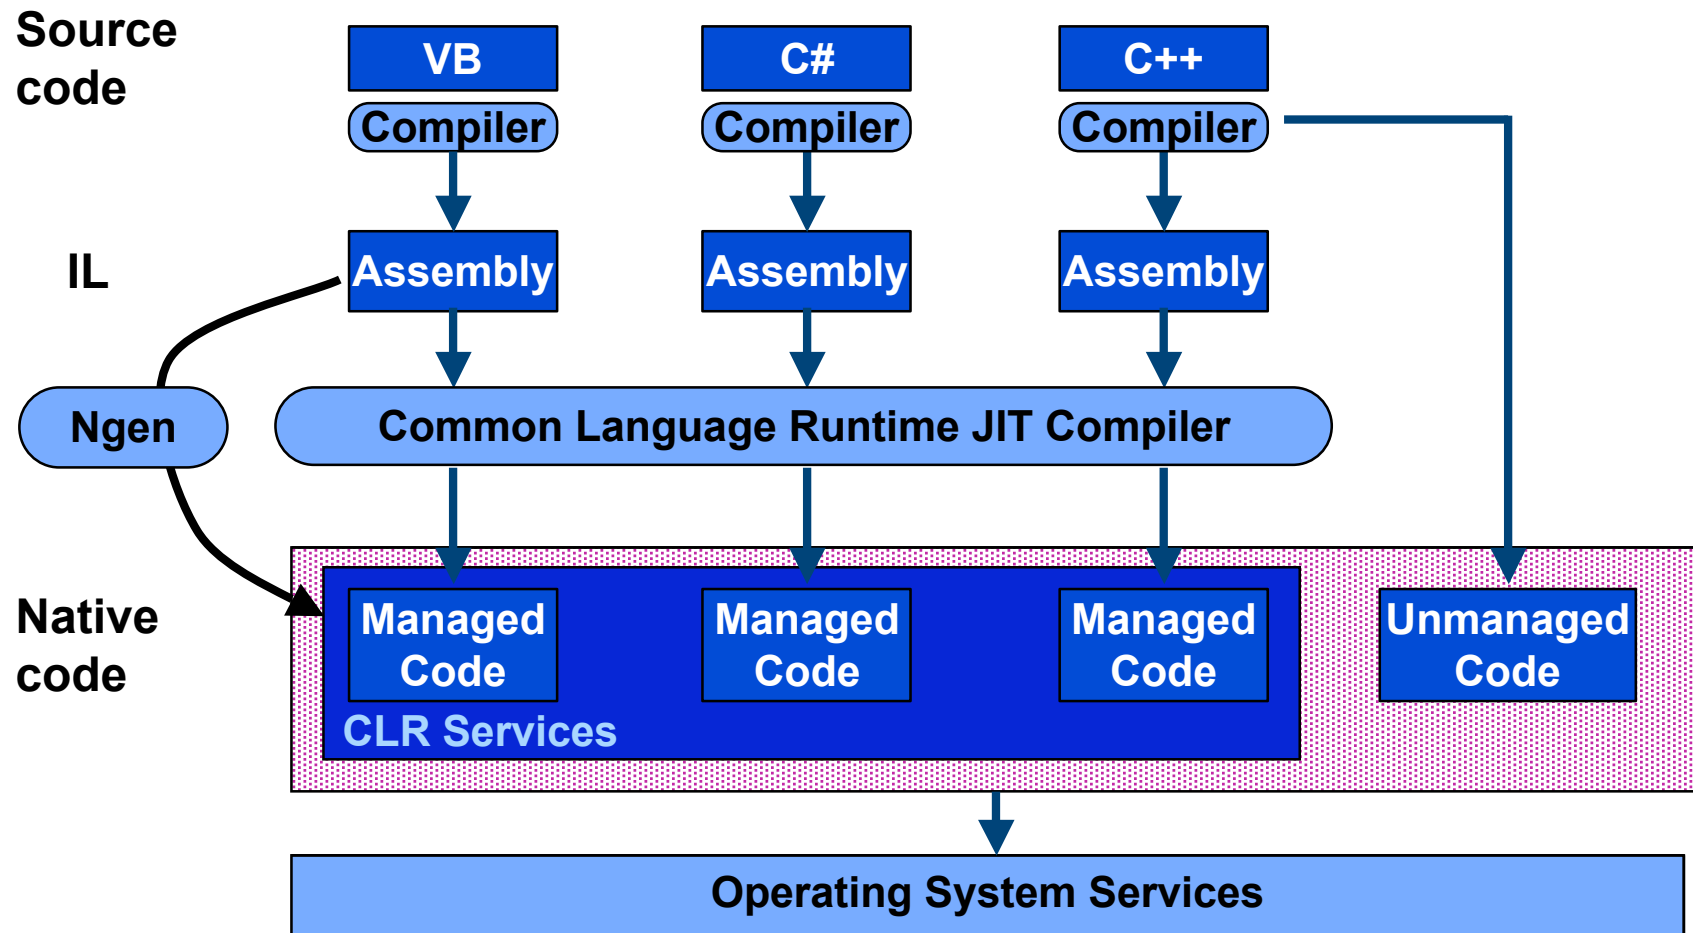 Source
code
VB
C#
C++
Compiler
Compiler
Compiler
IL
Assembly
Assembly
Assembly
Ngen
Common Language Runtime JIT Compiler
Native
code
Managed
Code
Managed
Code
Managed
Code
Unmanaged
Code
CLR Services
Operating System Services